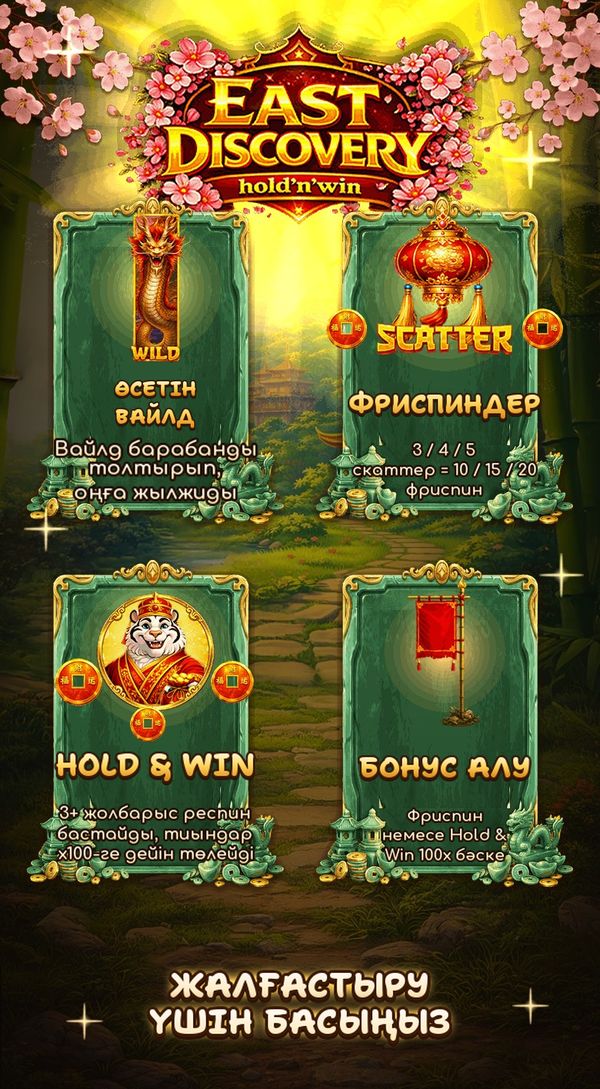 EAST
DISCOVERY
hold'n'win
WILD
ӨСЕТІН
ВАЙЛД
Вайлд барабанды
толтырып,
оңға жылжиды
SCATTER
ФРИСПИНДЕР
3 / 4 / 5
скаттер = 10 / 15 / 20
фриспин
HOLD & WIN
3+ жолбарыс респин
бастайды, тиындар
x100-ге дейін төлейді
БОНУС АЛУ
Фриспин
немесе Hold &
Win 100x бәске
ЖАЛҒАСТЫРУ
ҮШІН БАСЫҢЫЗ